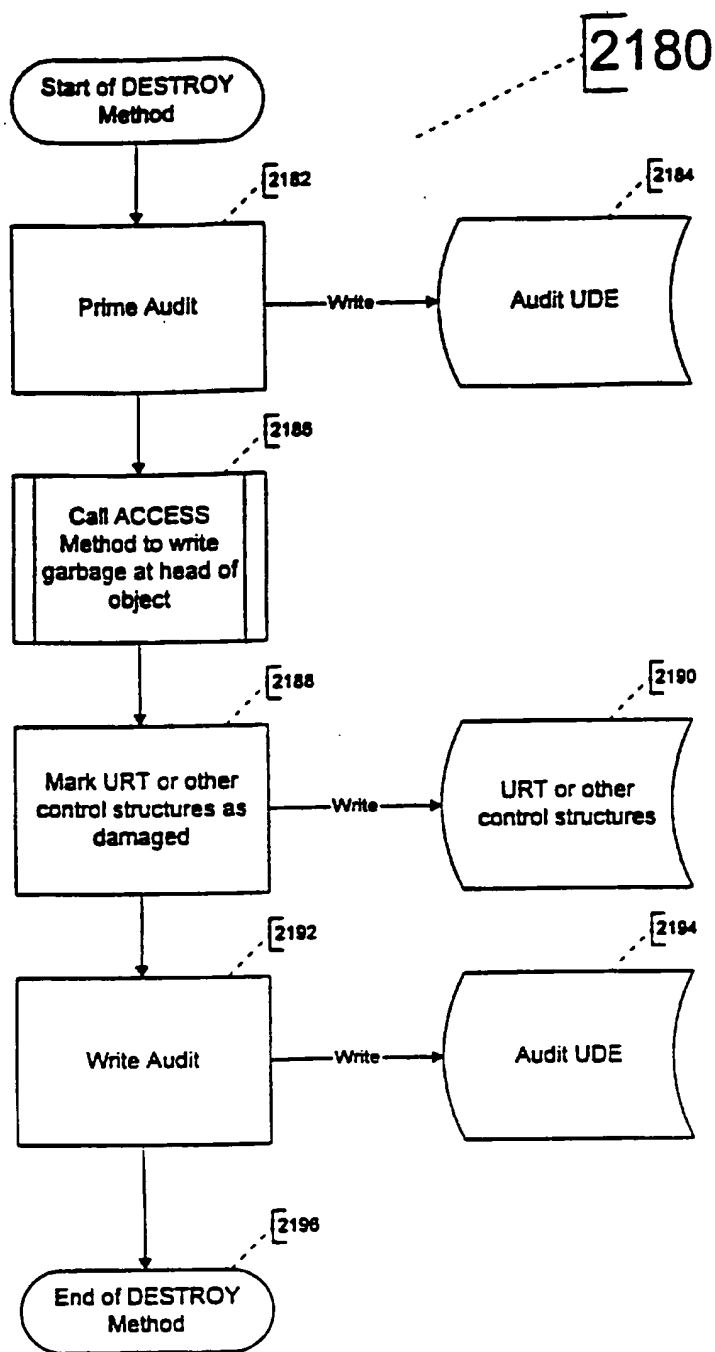 2180
Start of DESTROY
Method
2182
2184
Prime Audit
Write
Audit UDE
2186
Call ACCESS
Method to write
garbage at head of
object
2188
2190
Mark URT or other
control structures as
damaged
Write
URT or other
control structures
2192
2194
Write Audit
Write
Audit UDE
2196
End of DESTROY
Method